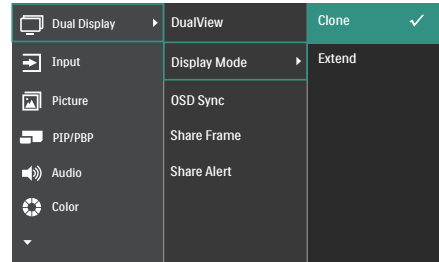 Dual Display
Input
Picture
PIP/PBP
Audio
Color
DualView
Display Mode
OSD Sync
Share Frame
Share Alert
Clone
Extend